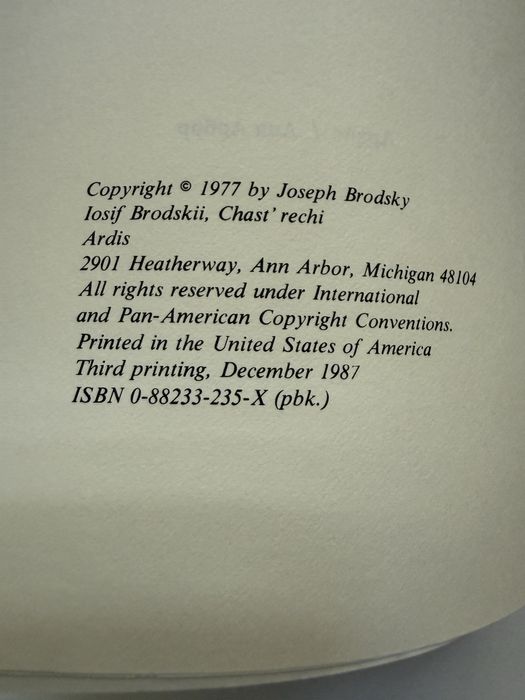 Copyright © 1977 by Joseph Brodsky
Iosif Brodskii, Chast' rechi
Ardis
2901 Heatherway, Ann Arbor, Michigan 48104
All rights reserved under International
and Pan-American Copyright Conventions.
Printed in the United States of America
Third printing, December 1987
ISBN 0-88233-235-X (pbk.)